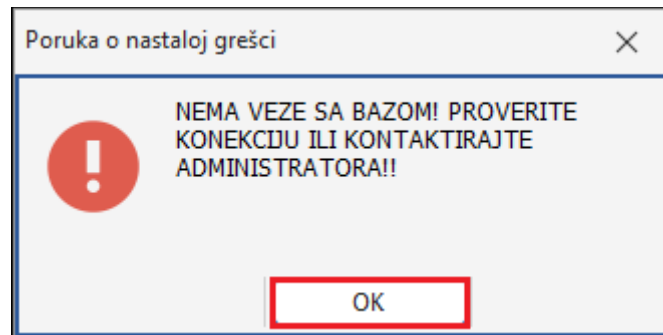 Poruka o nastaloj grešci
NEMA VEZE SA BAZOM! PROVERITE
KONEKCIJU ILI KONTAKTIRAJTE
ADMINISTRATORA!!
OK